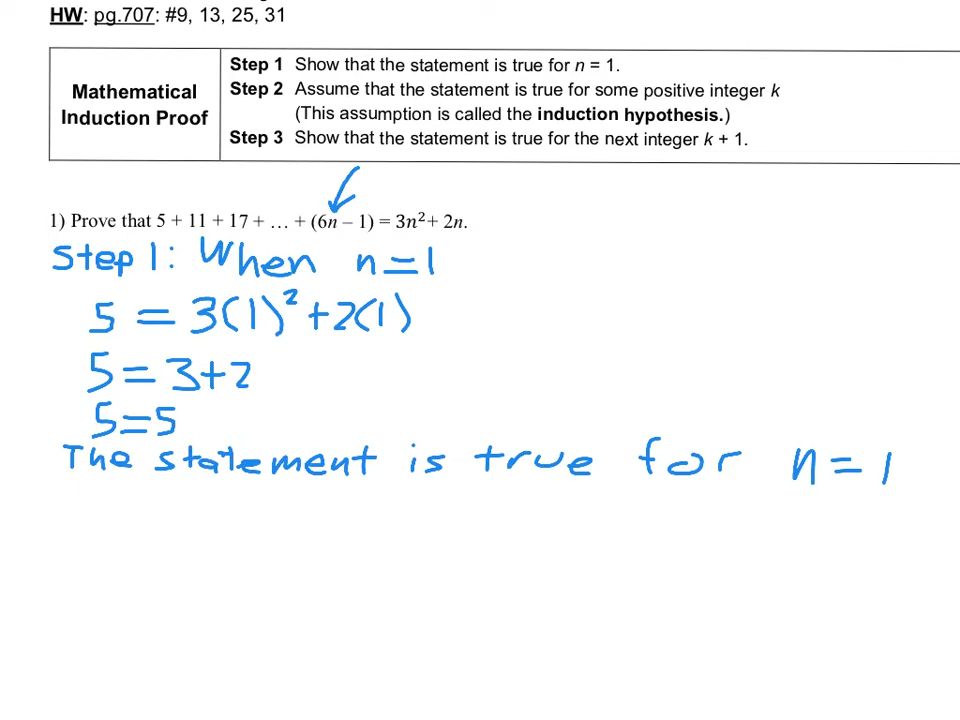 HW: pg.707: #9, 13, 25, 31
Mathematical
Induction Proof
Step 1 Show that the statement is true for n = 1.
Step 2 Assume that the statement is true for some positive integer k
(This assumption is called the induction hypothesis.)
Step 3 Show that the statement is true for the next integer k + 1.
1) Prove that 5 + 11 + 17 + … + (6n – 1) = 3n²+ 2n.
Step 1: When n=1
5 = 3(1)² +2(1)
5=3+2
5=5
The statement is true for n=1